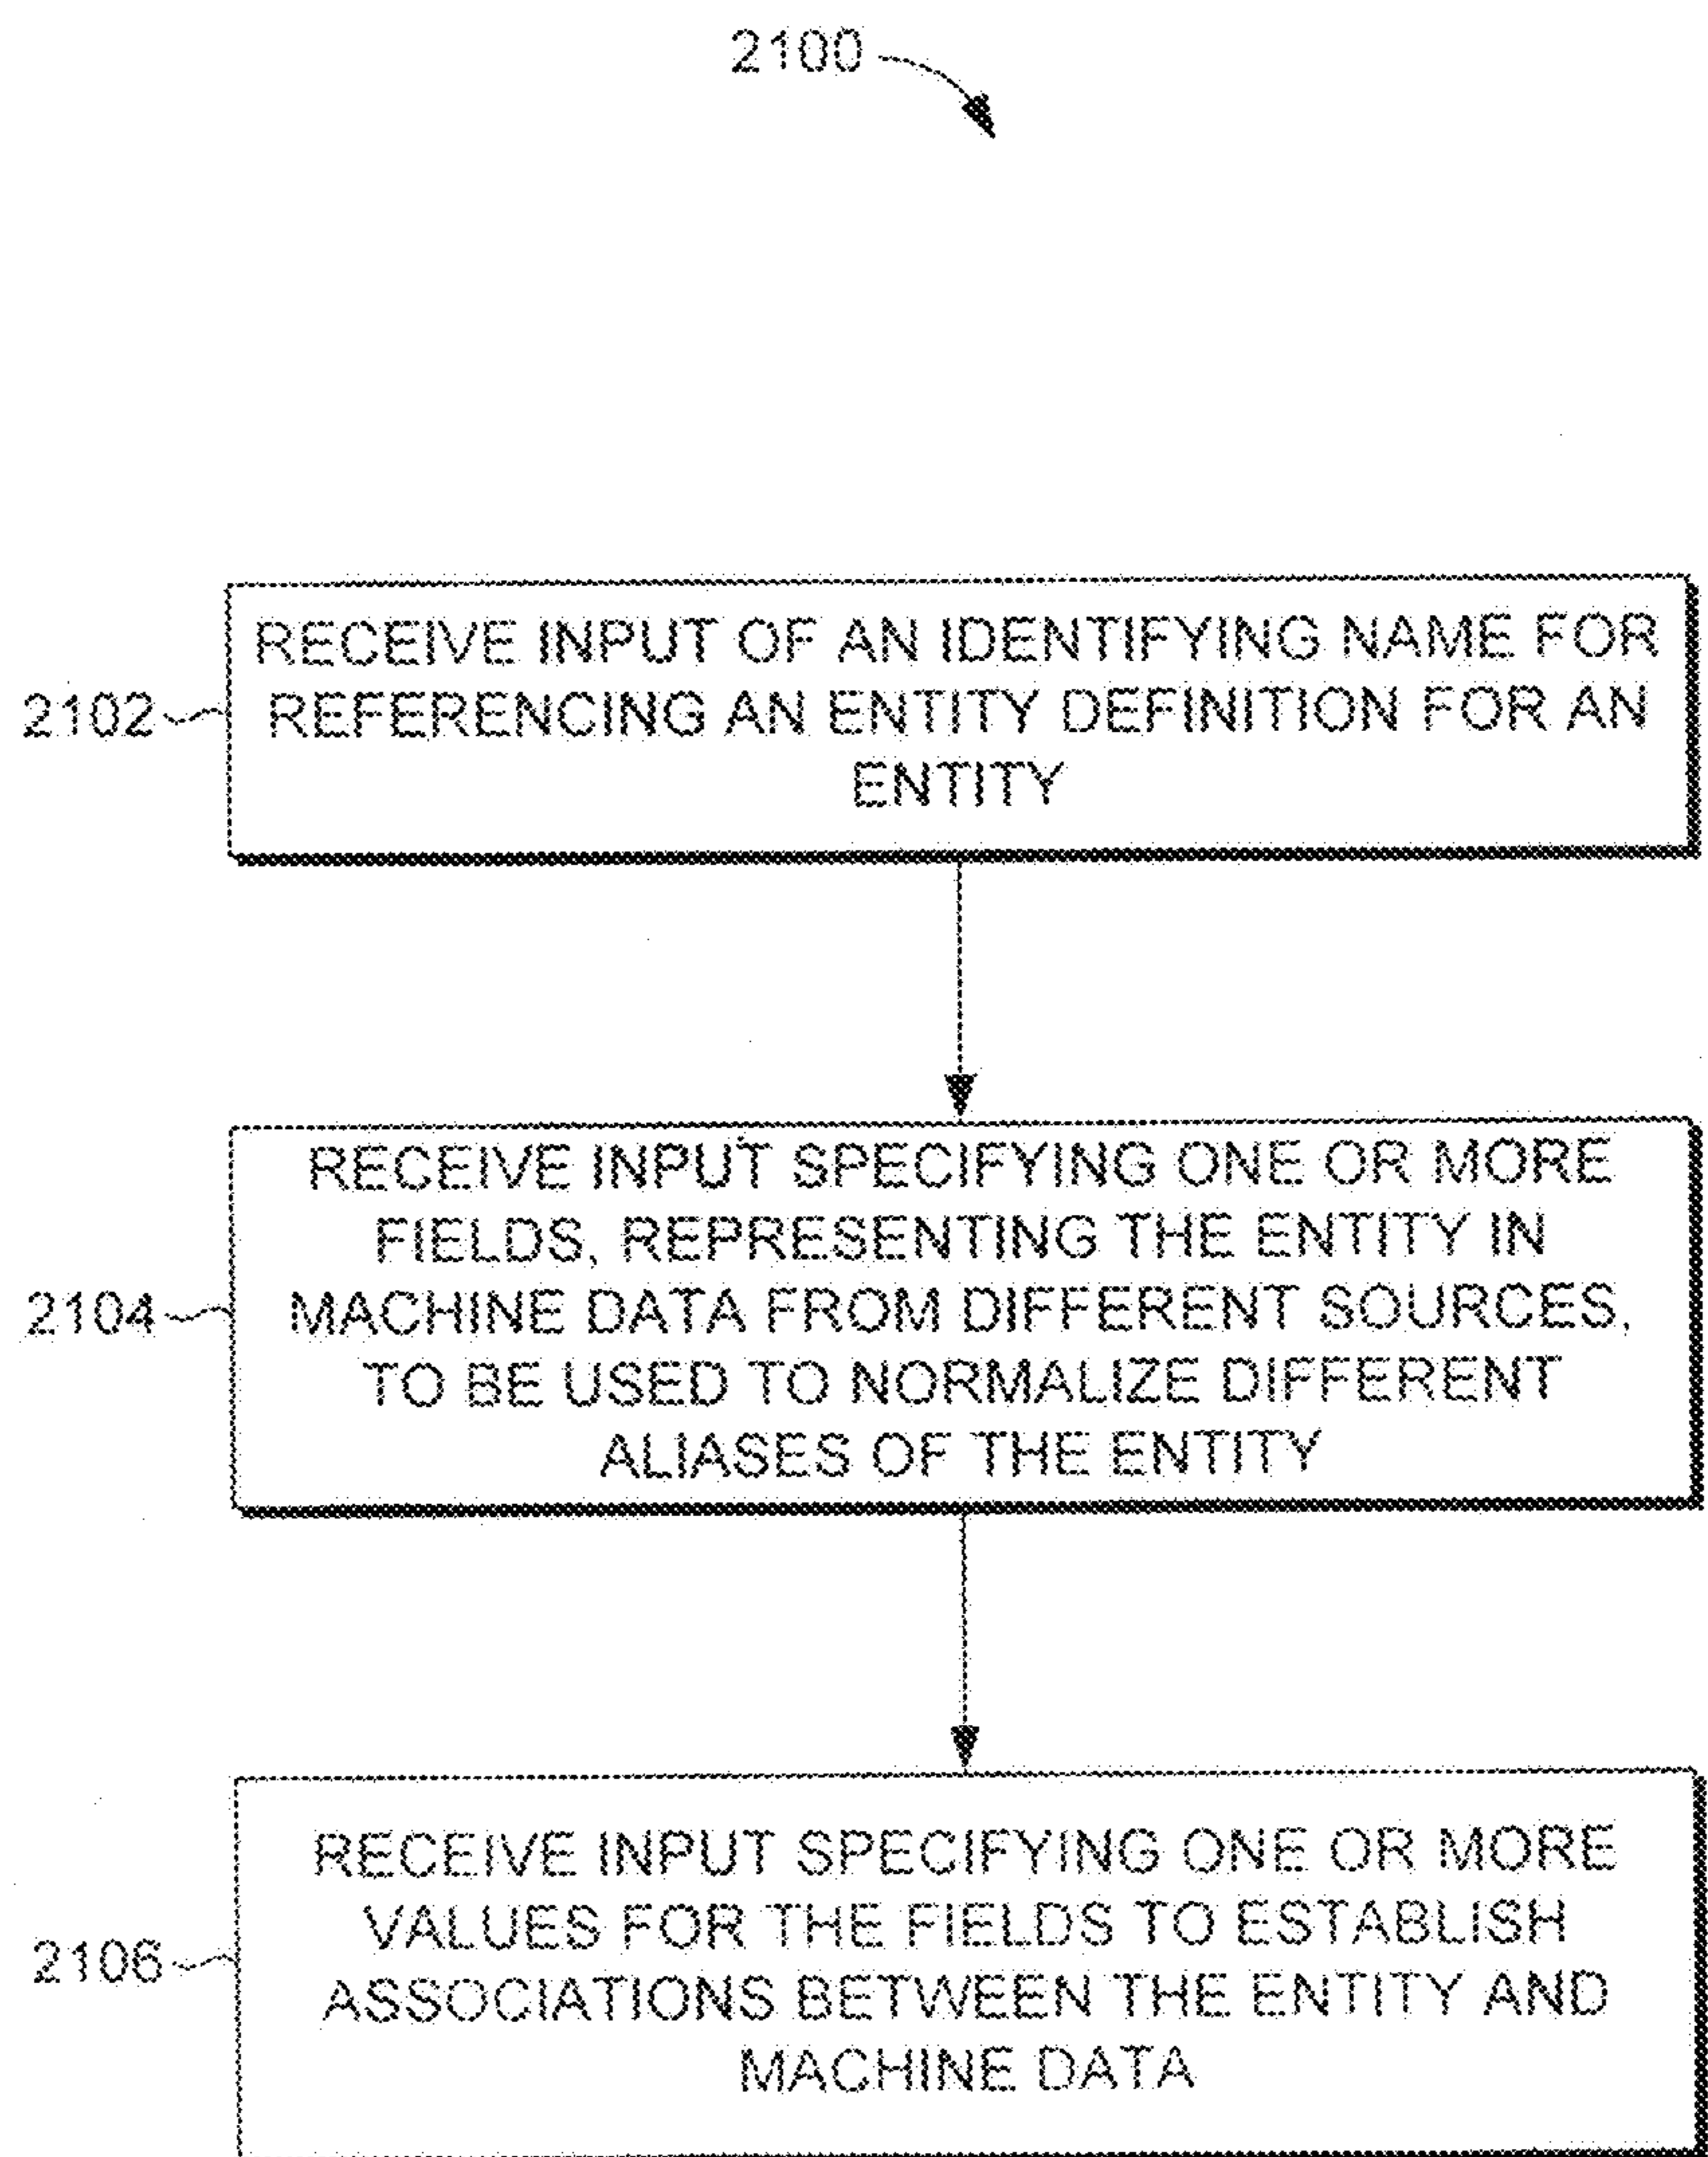 2100
RECEIVE INPUT OF AN IDENTIFYING NAME FOR
REFERENCING AN ENTITY DEFINITION FOR AN
ENTITY
2102
RECEIVE INPUT SPECIFYING ONE OR MORE
FIELDS, REPRESENTING THE ENTITY IN
MACHINE DATA FROM DIFFERENT SOURCES,
TO BE USED TO NORMALIZE DIFFERENT
ALIASES OF THE ENTITY
2104
RECEIVE INPUT SPECIFYING ONE OR MORE
VALUES FOR THE FIELDS TO ESTABLISH
ASSOCIATIONS BETWEEN THE ENTITY AND
MACHINE DATA
2106